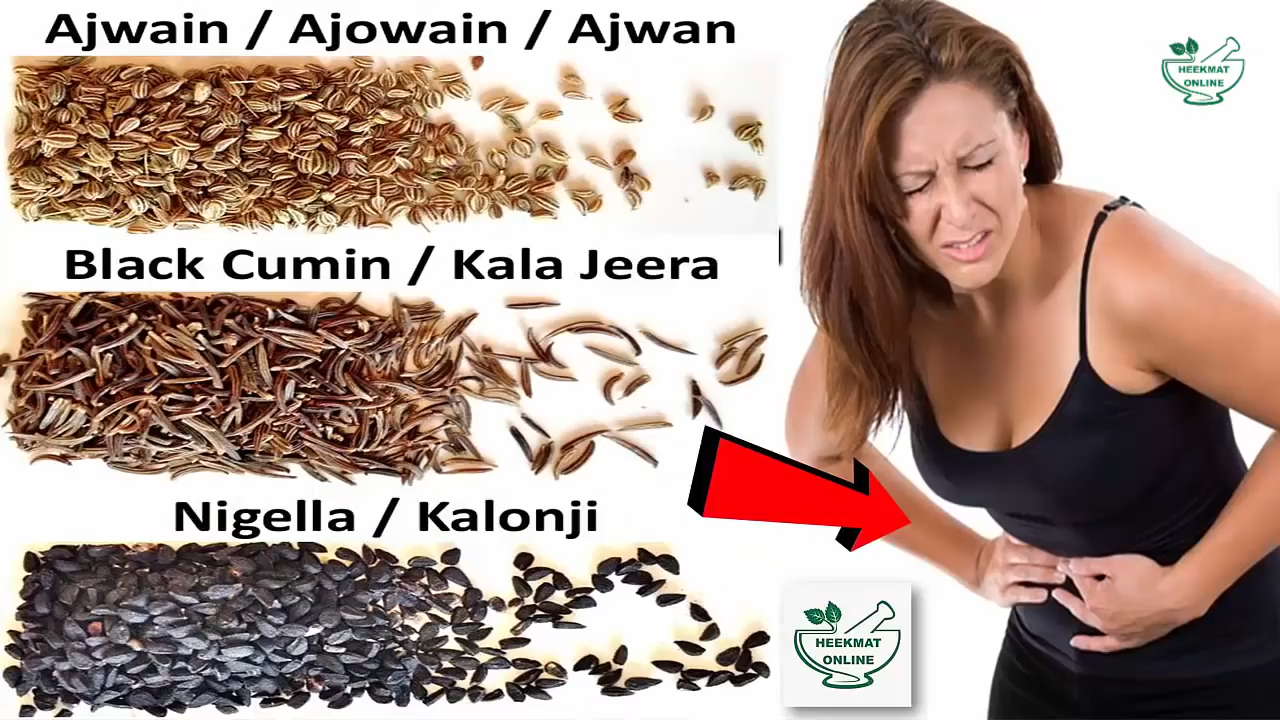 Ajwain / Ajowain / Ajwan
HEEKMAT
ONLINE
Black Cumin / Kala Jeera
Nigella / Kalonji
HEEKMAT
ONLINE